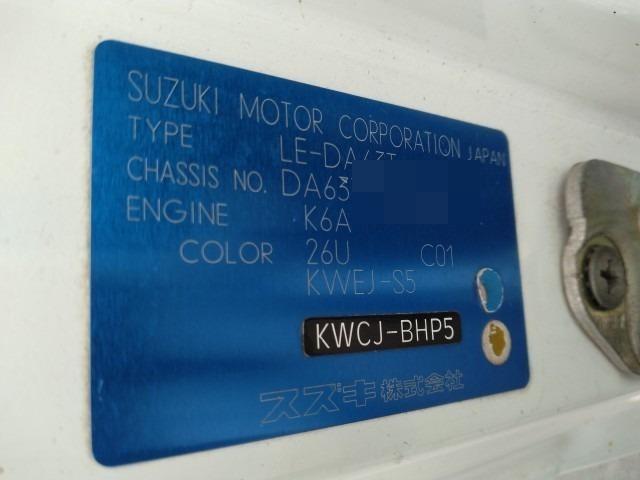 SUZUKI MOTOR CORPORATION JAPAN
TYPE LE-DA63T
CHASSIS NO. DA63
ENGINE K6A
COLOR 26U C01
KWEJ-S5
KWCJ-BHP5
スズキ株式会社